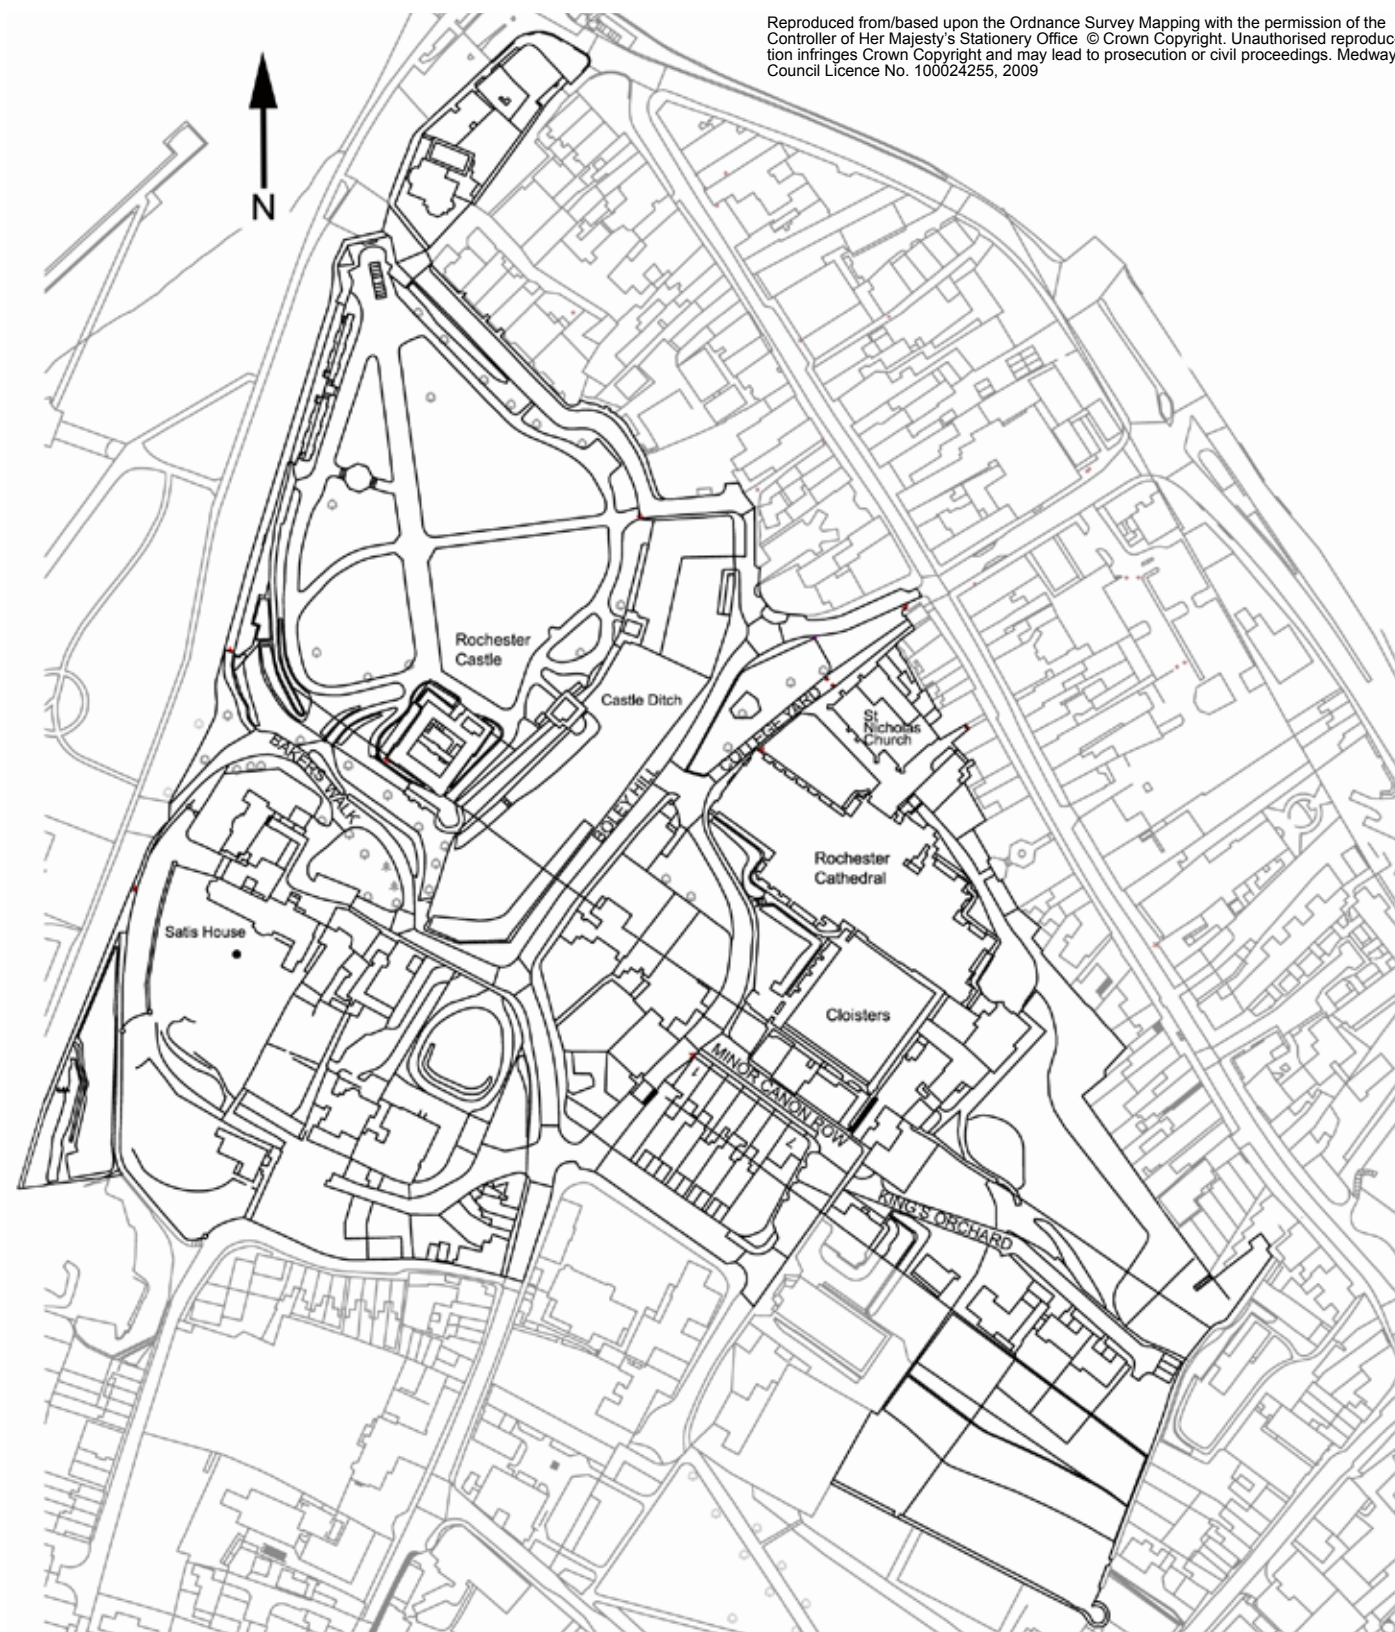 Reproduced from/based upon the Ordnance Survey Mapping with the permission of the
Controller of Her Majesty's Stationery Office © Crown Copyright. Unauthorised reproduc-
tion infringes Crown Copyright and may lead to prosecution or civil proceedings. Medway
Council Licence No. 100024255, 2009
N
Rochester
Castle
Castle Ditch
St
Nicholas
Church
COLLEGE YARD
BAKERS WALK
BOLEY HILL
Rochester
Cathedral
Satis House
Cloisters
MINOR CANON ROW
1
7
KING'S ORCHARD